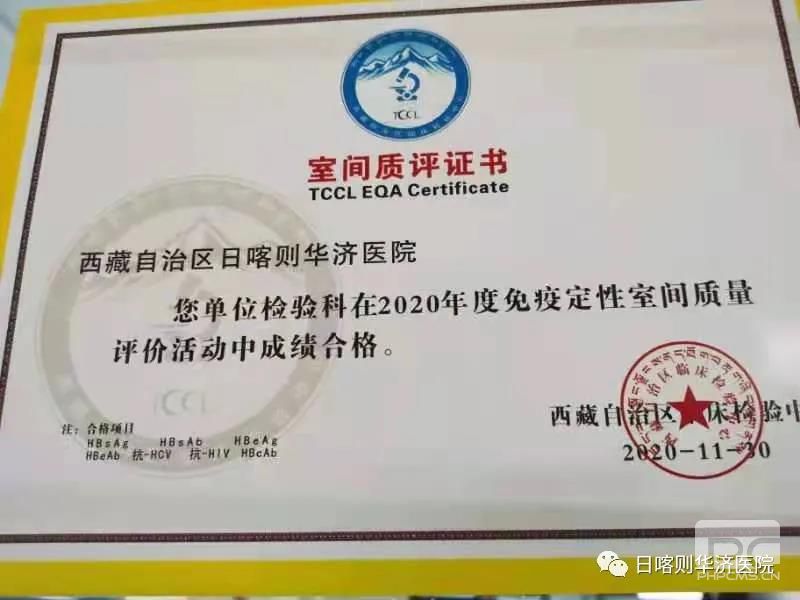 TCCL
室间质评证书
TCCL EQA Certificate
西藏自治区日喀则华济医院
您单位检验科在2020年度免疫定性室间质量
评价活动中成绩合格。
CCL
注：合格项目
HBsAg HBsAb HBeAg
HBeAb 抗-HCV 抗-HIV HBcAb
西藏自治区临床检验中
2020-11-30
日喀则华济医院
PHPCMS.CN